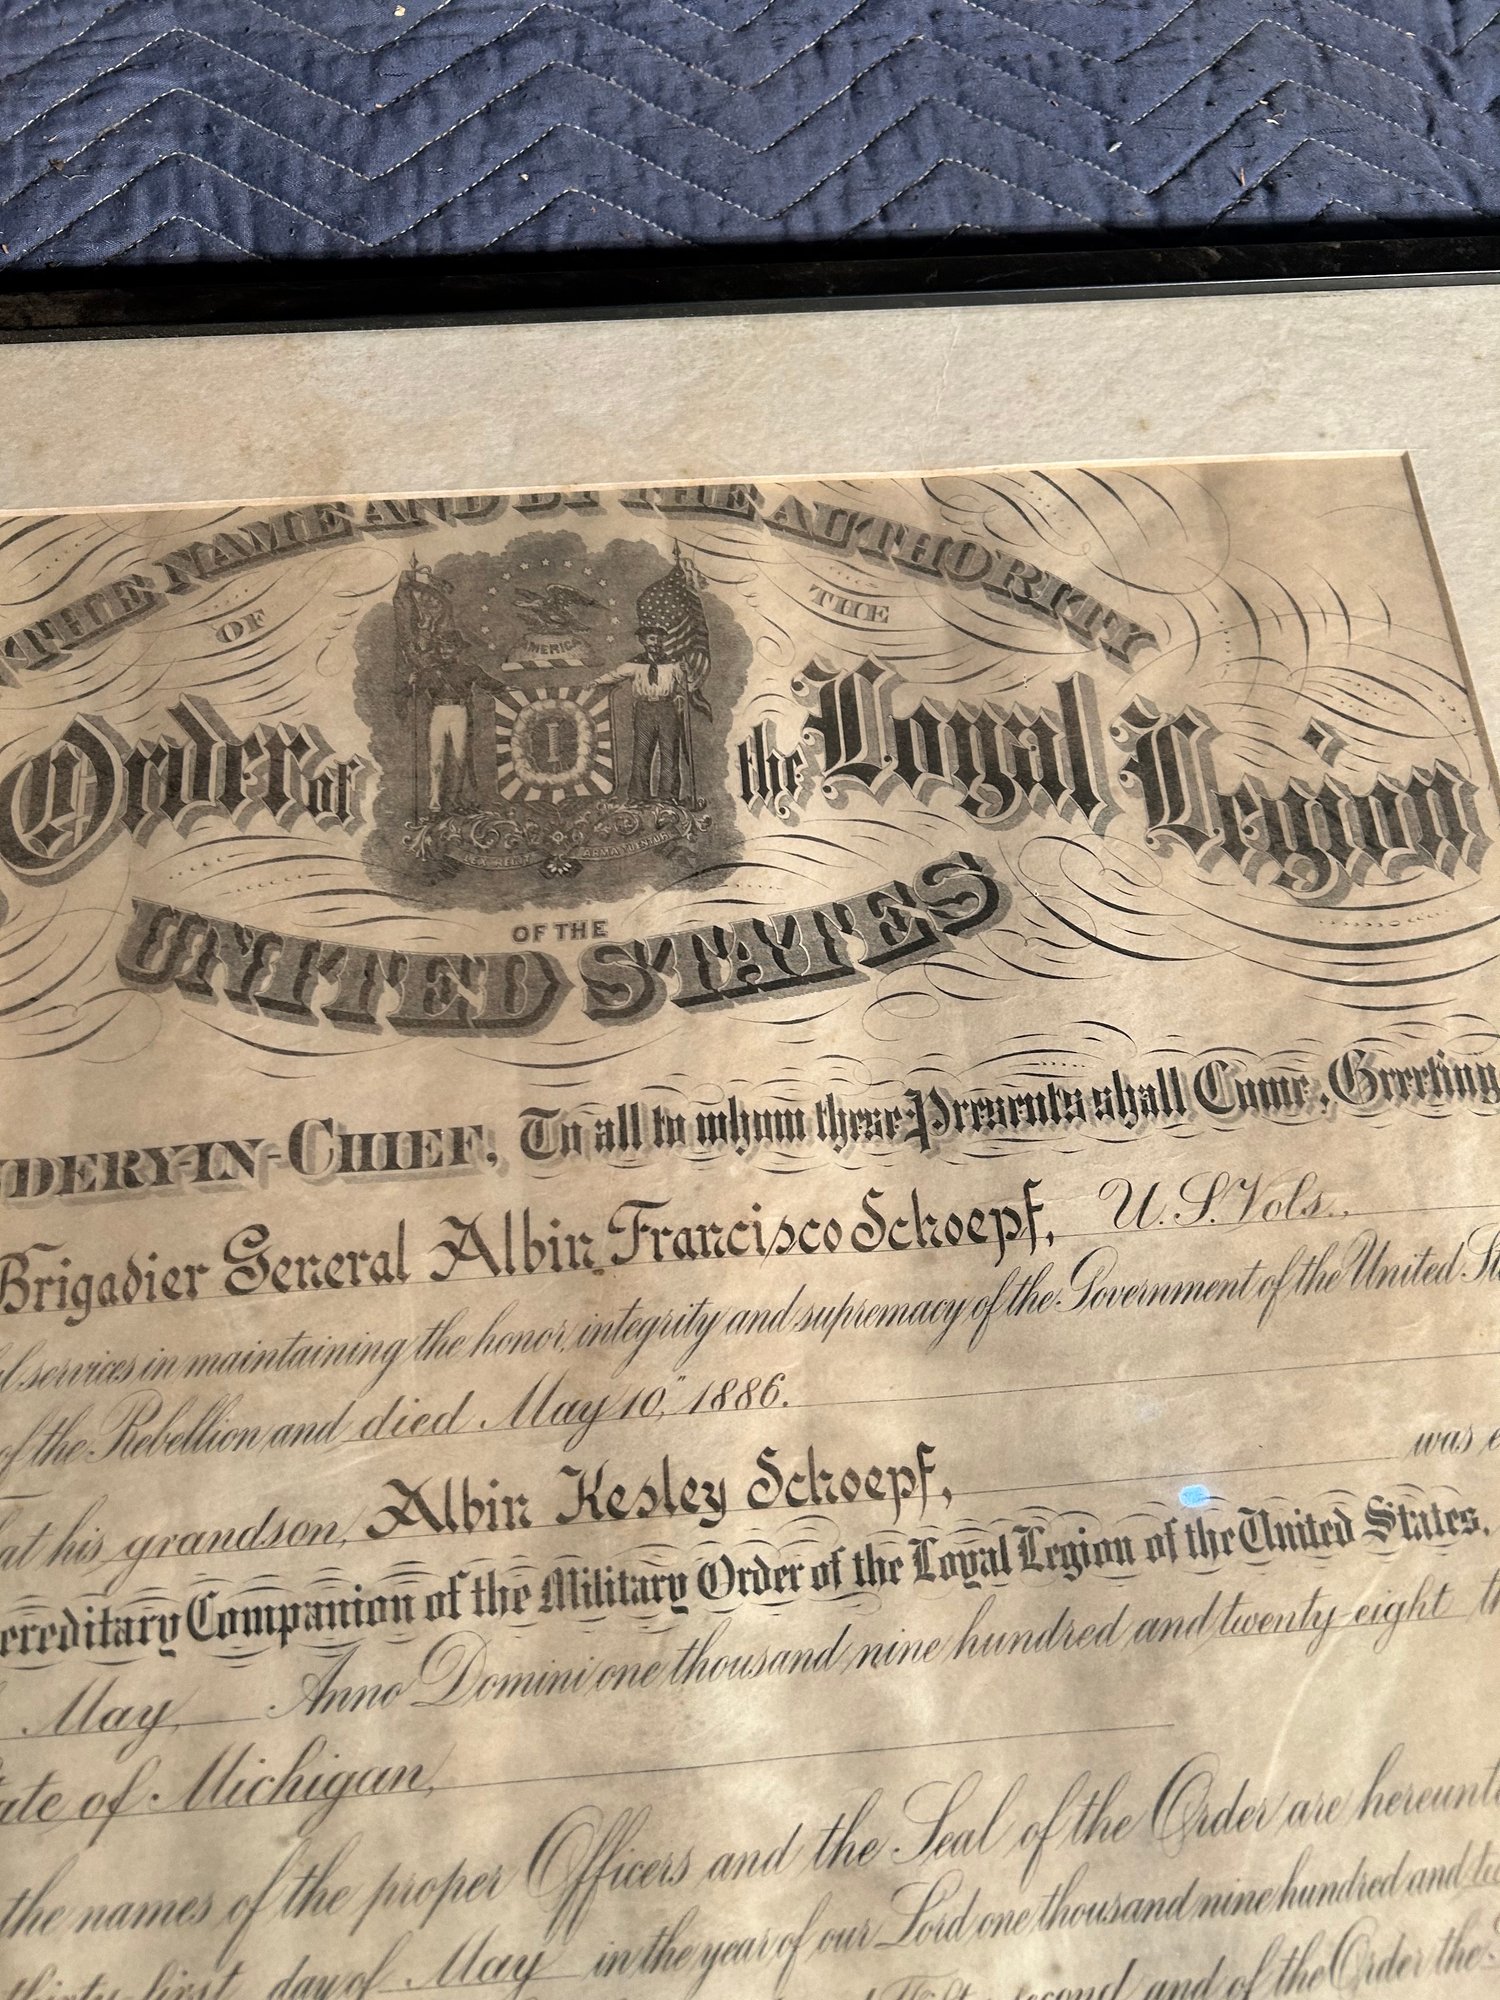 THE NAME AND BY THE AUTHORITY
OF THE
AMERICA
Order of the Loyal Legion
LEX REGIT ARMA TUENTUR
OF THE
UNITED STATES
DERY-IN-CHIEF, To all to whom these Presents shall Come, Greeting
Brigadier General Albin Francisco Schoepf, U.S. Vols.,
services in maintaining the honor, integrity and supremacy of the Government of the United
of the Rebellion and died May 10," 1886.
was
at his grandson, Albin Kesley Schoepf,
ereditary Companion of the Military Order of the Loyal Legion of the United States,
May, Anno Domini one thousand nine hundred and twenty-eight
ate of Michigan,
the names of the proper Officers and the Seal of the Order are hereunt
thirty-first day of May in the year of our Lord one thousand nine hundred and
second and of the Order the